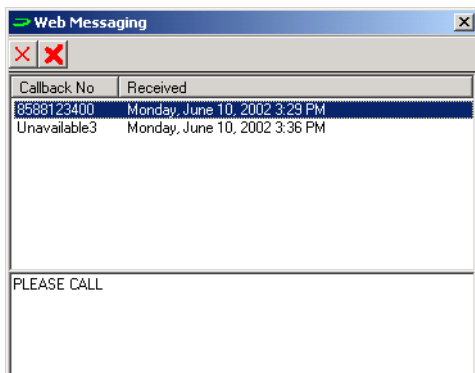 Web Messaging
Callback No Received
8588123400 Monday, June 10, 2002 3:29 PM
Unavailable3 Monday, June 10, 2002 3:36 PM
PLEASE CALL